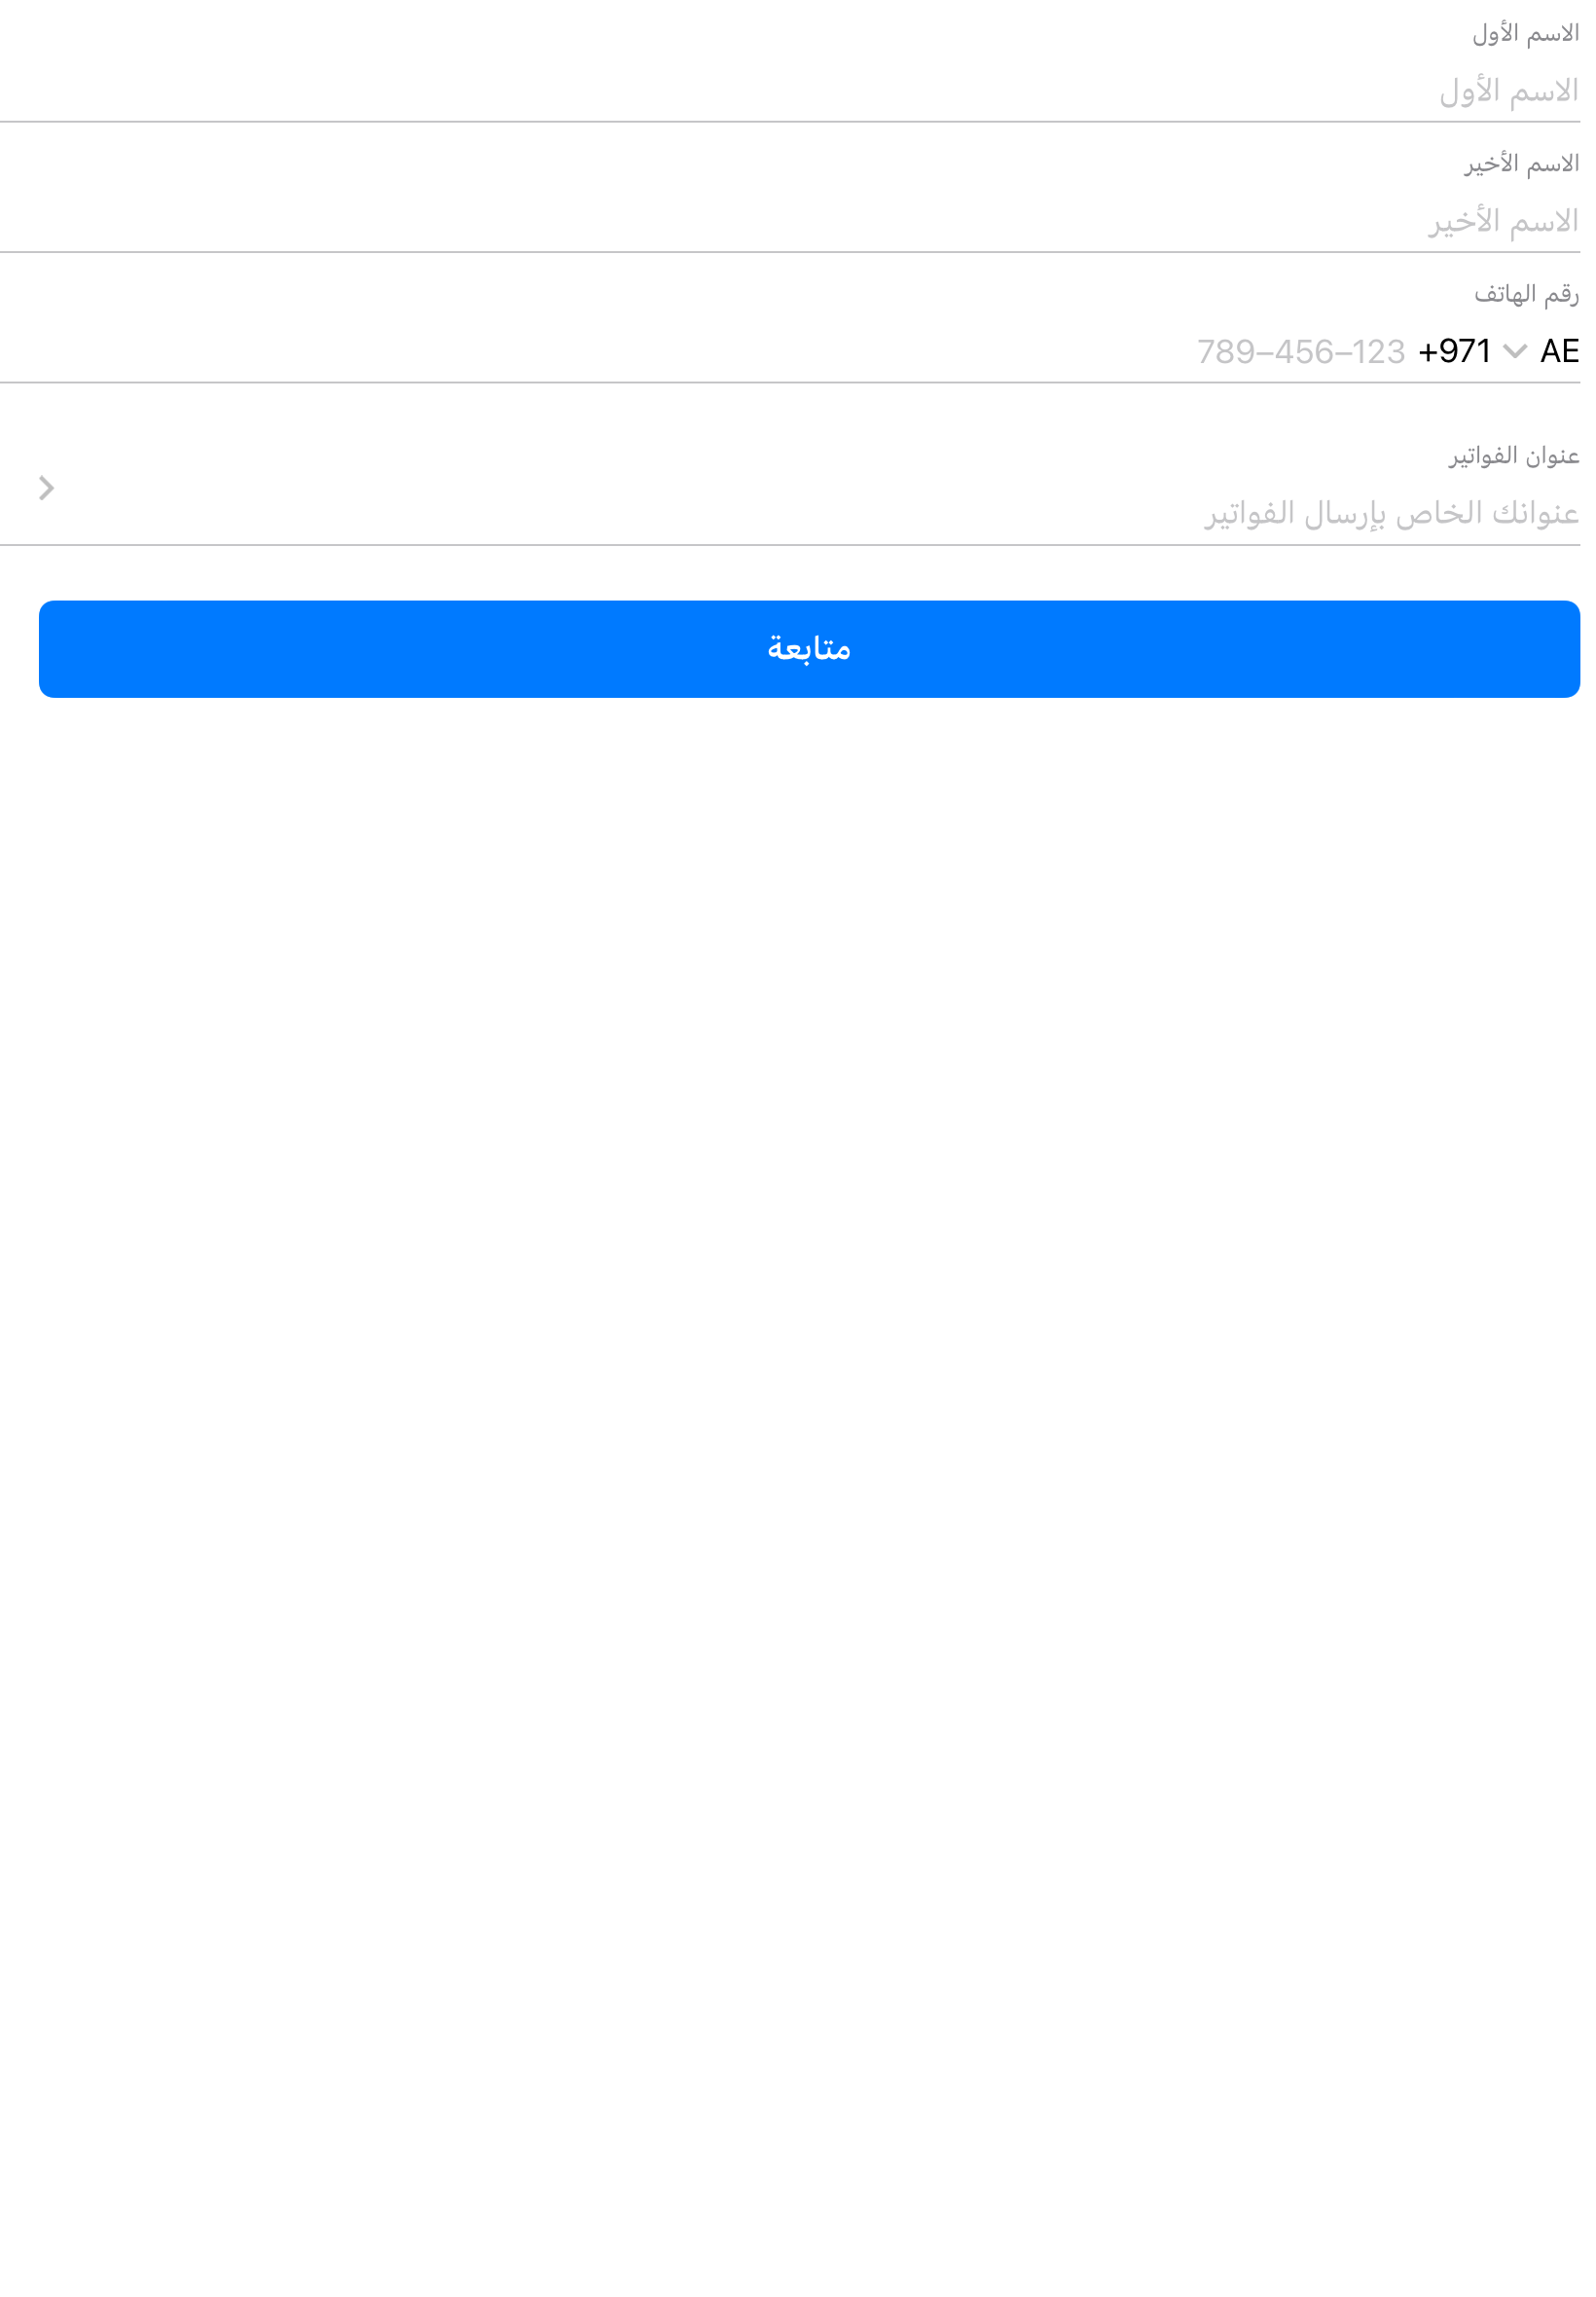 الاسم الأول
الاسم الأول
الاسم الأخير
الاسم الأخير
رقم الهاتف
AE +971 789-456-123
عنوان الفواتير
عنوانك الخاص بإرسال الفواتير
متابعة